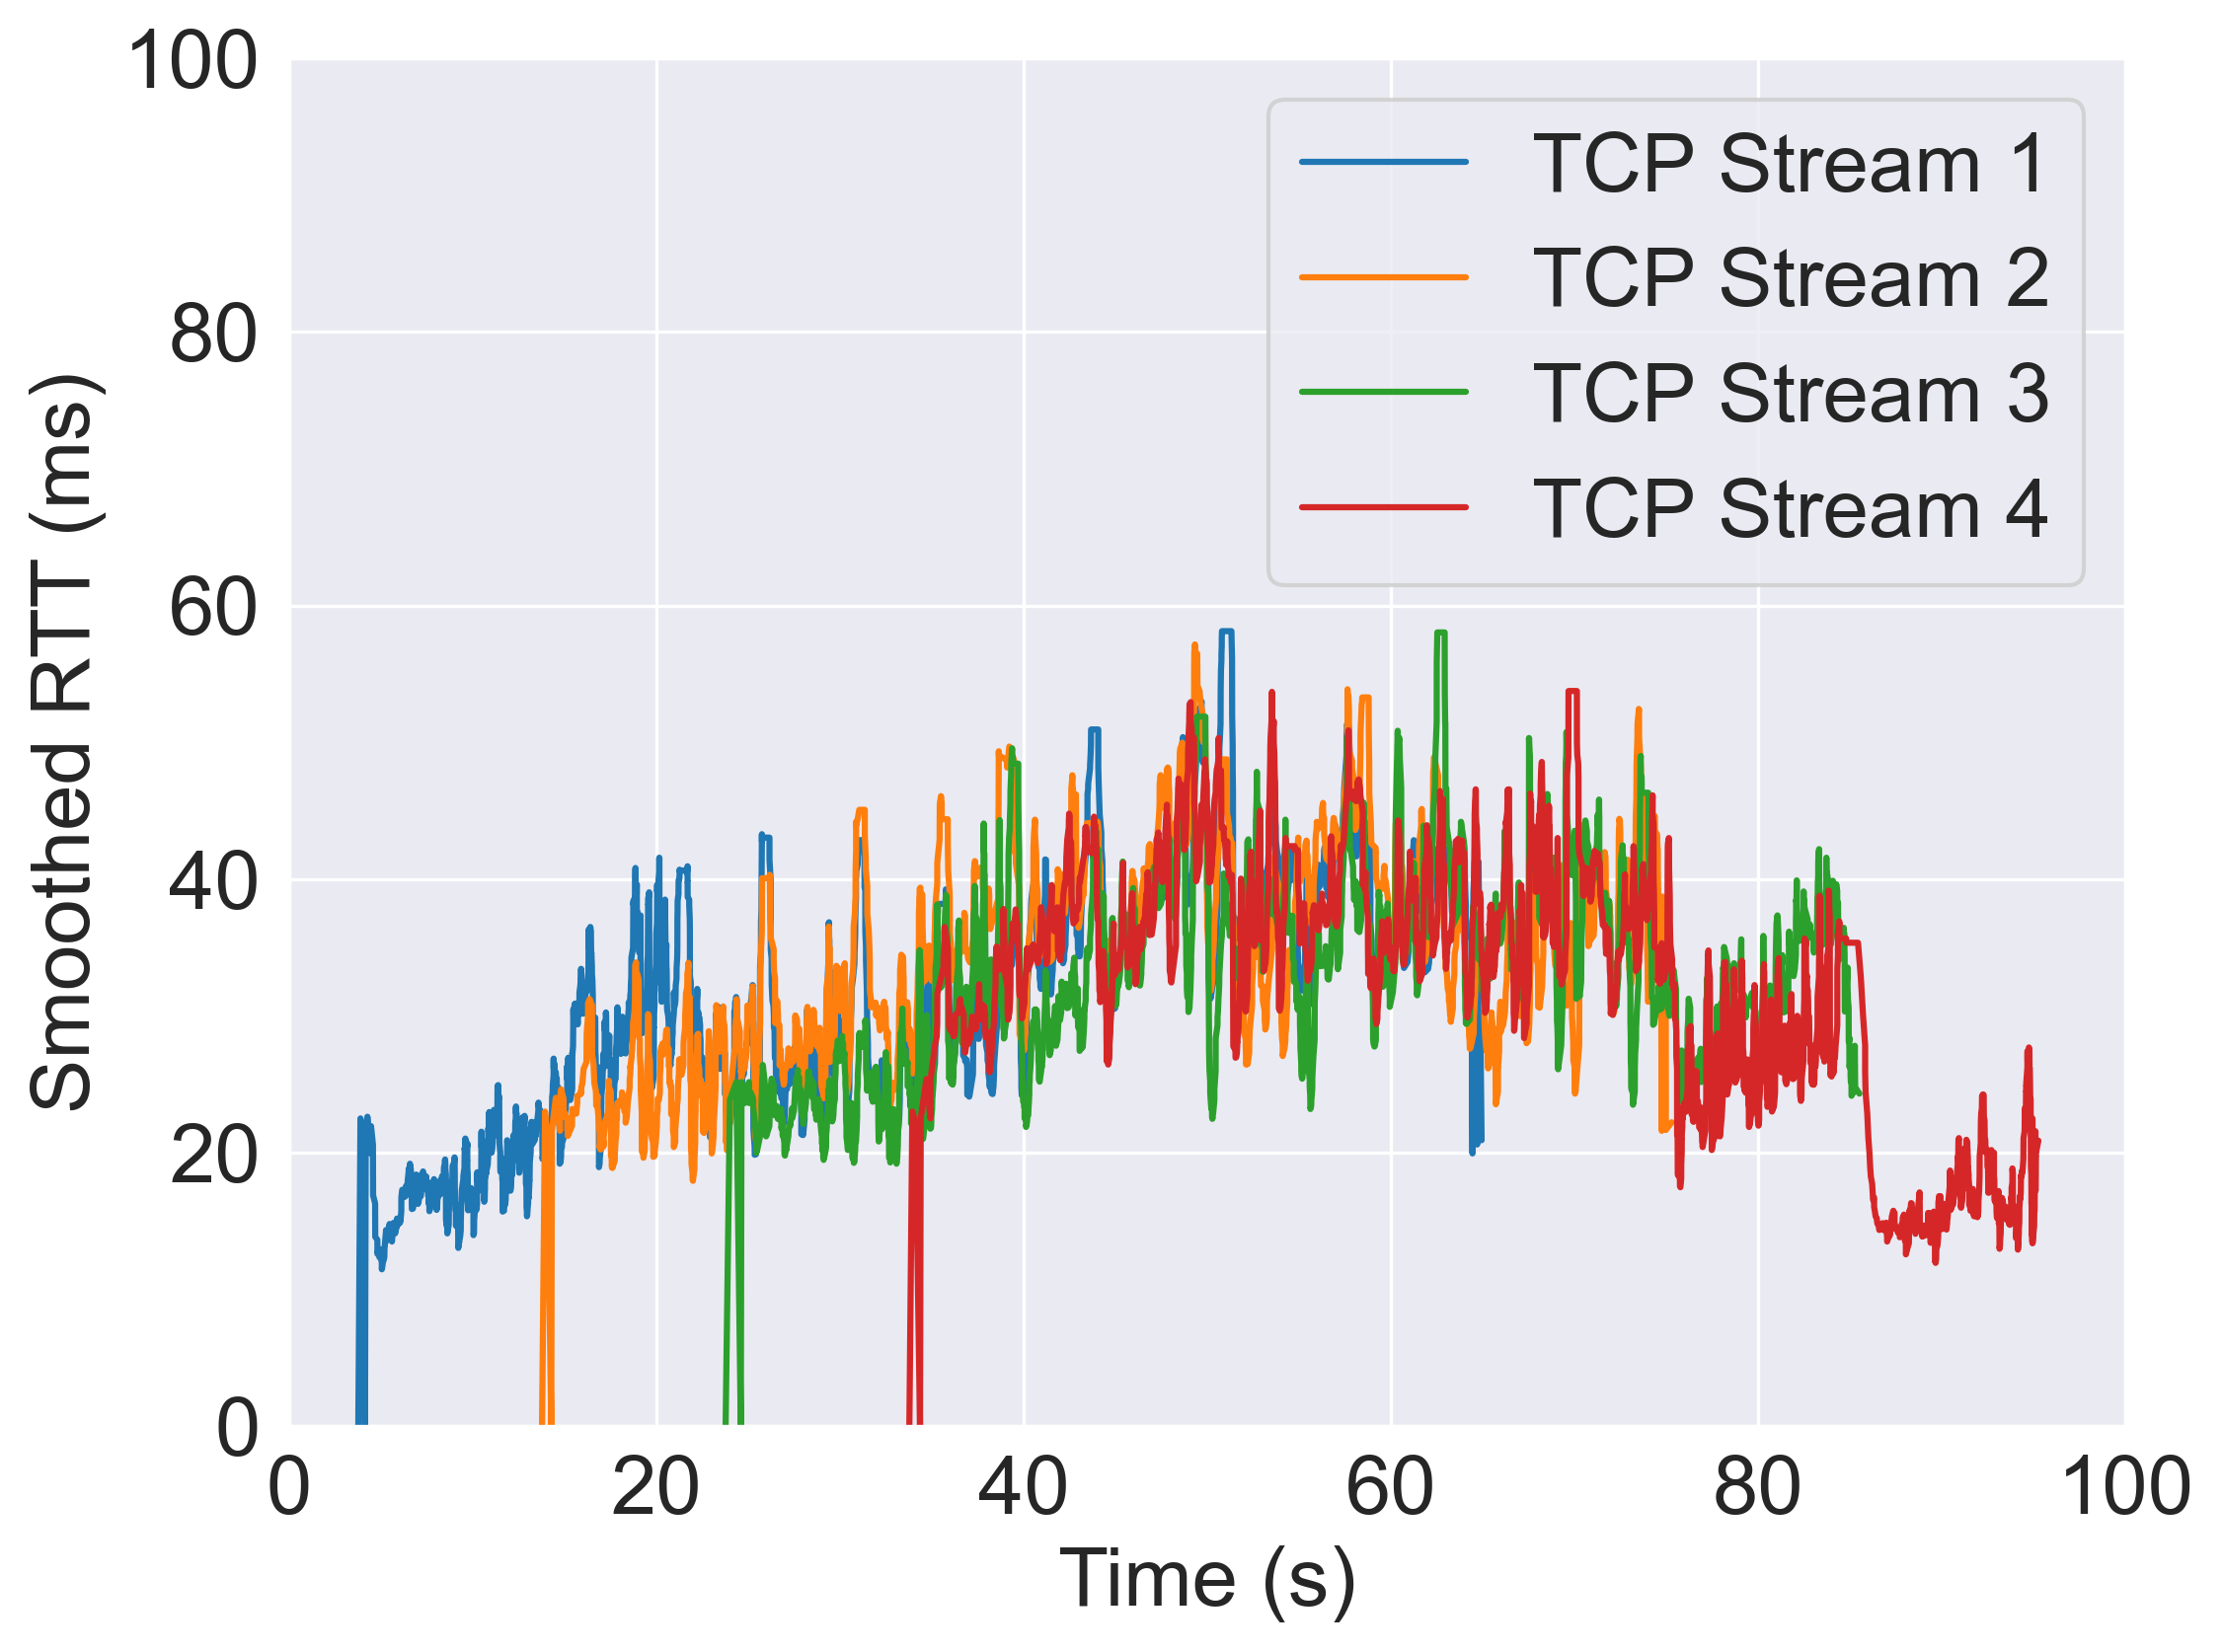 100
80
60
40
20
0
Smoothed RTT (ms)
TCP Stream 1
TCP Stream 2
TCP Stream 3
TCP Stream 4
0 20 40 60 80 100
Time (s)